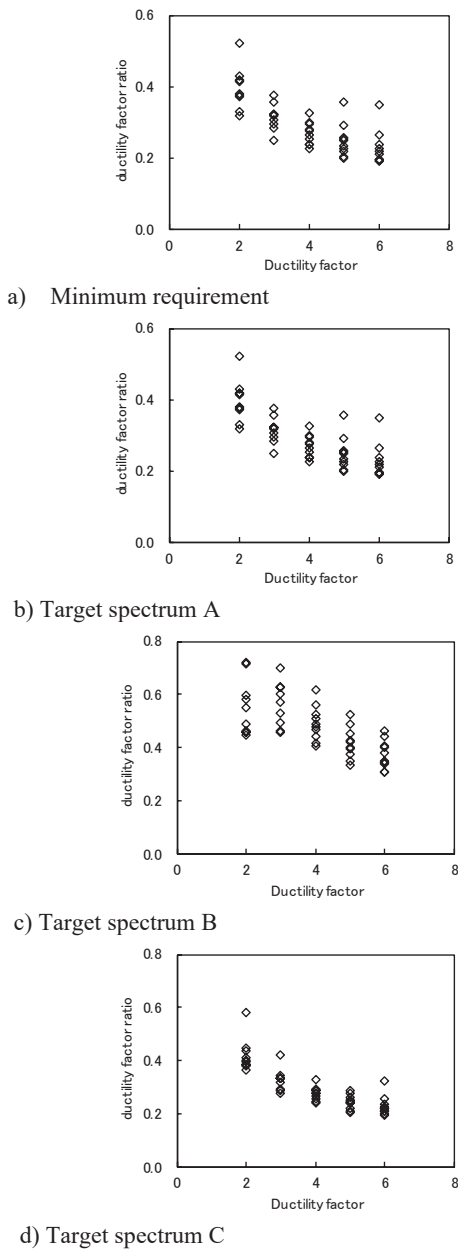 0.6
0.4
0.2
0.0
ductility factor ratio
0 2 4 6 8
Ductility factor
a) Minimum requirement
0.6
0.4
0.2
0.0
ductility factor ratio
0 2 4 6 8
Ductility factor
b) Target spectrum A
0.8
0.6
0.4
0.2
0.0
ductility factor ratio
0 2 4 6 8
Ductility factor
c) Target spectrum B
0.8
0.6
0.4
0.2
0.0
ductility factor ratio
0 2 4 6 8
Ductility factor
d) Target spectrum C